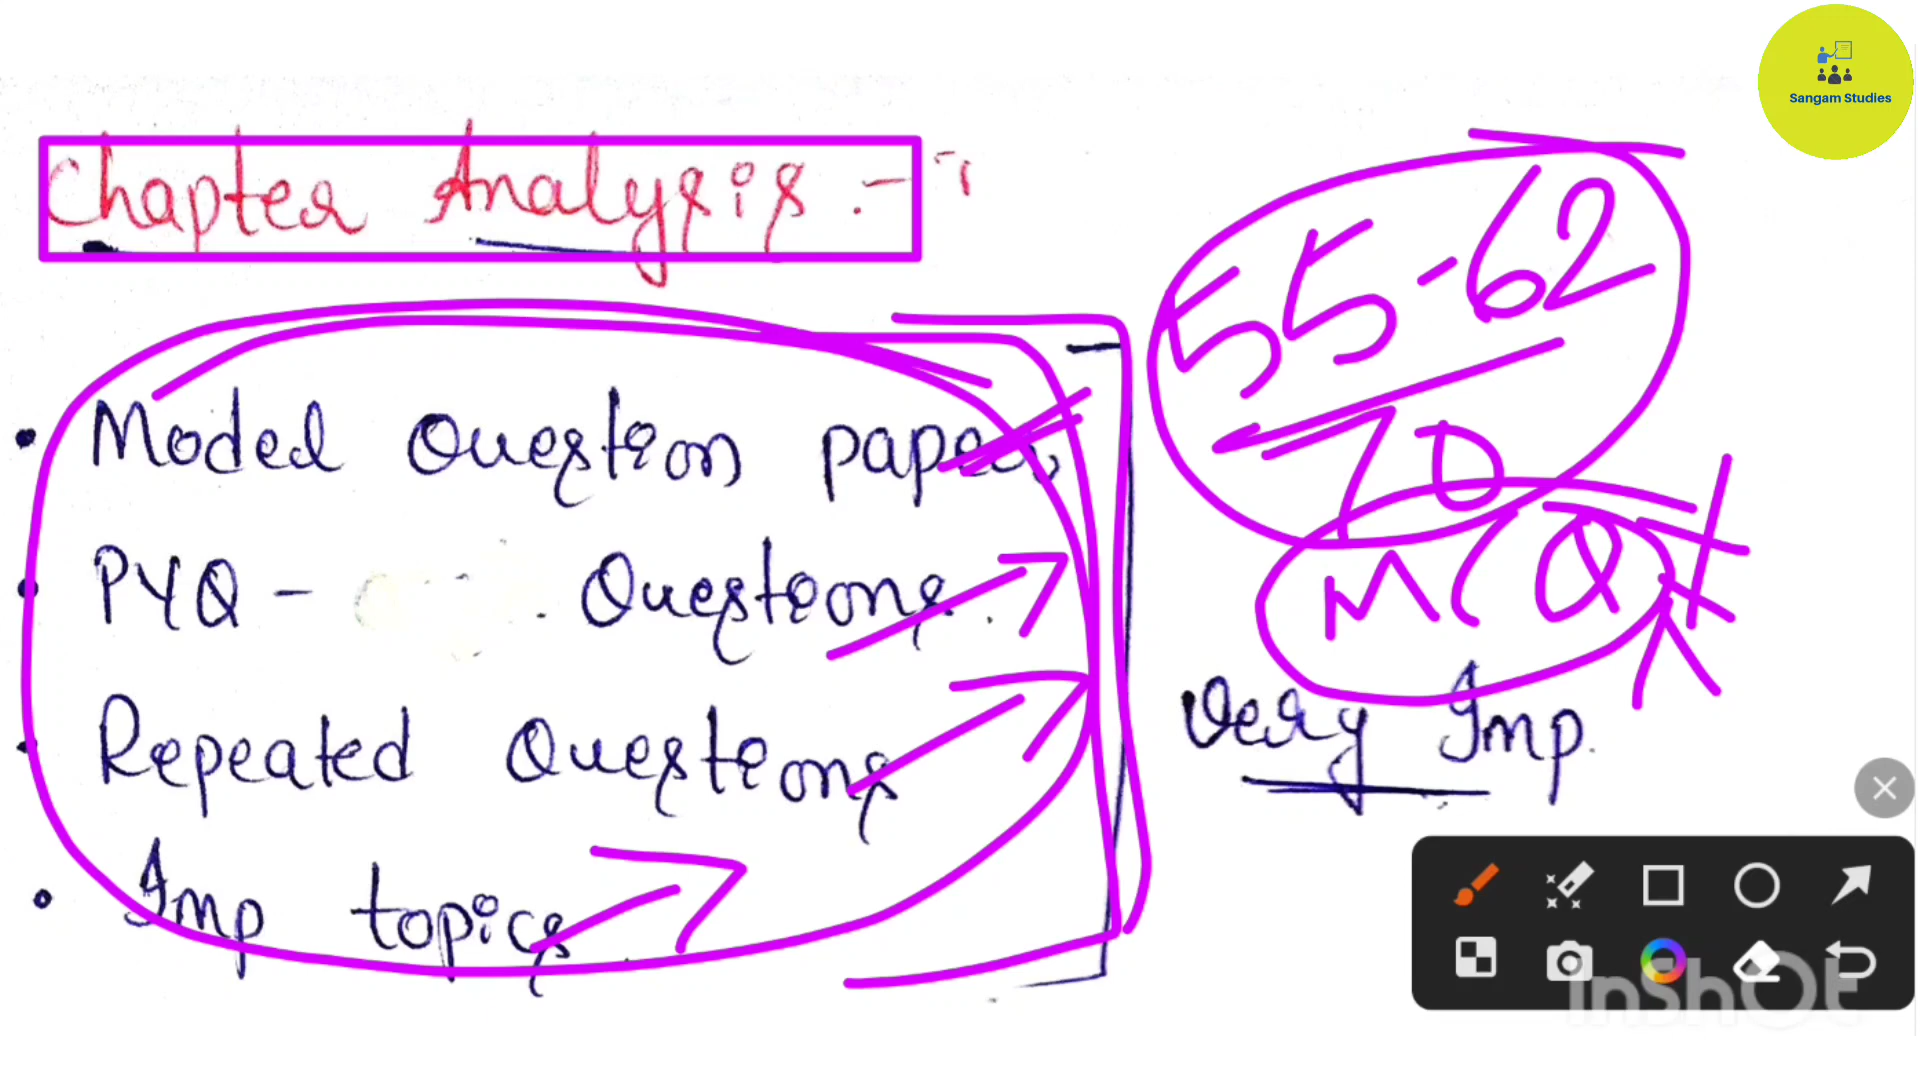 Sangam Studies
Chapter Analysis :-
55-62
70
MCQ
• Model Question paper,
• PYQ - Questions.
• Repeated Questions
• Imp topics.
Very Imp.
InShOt